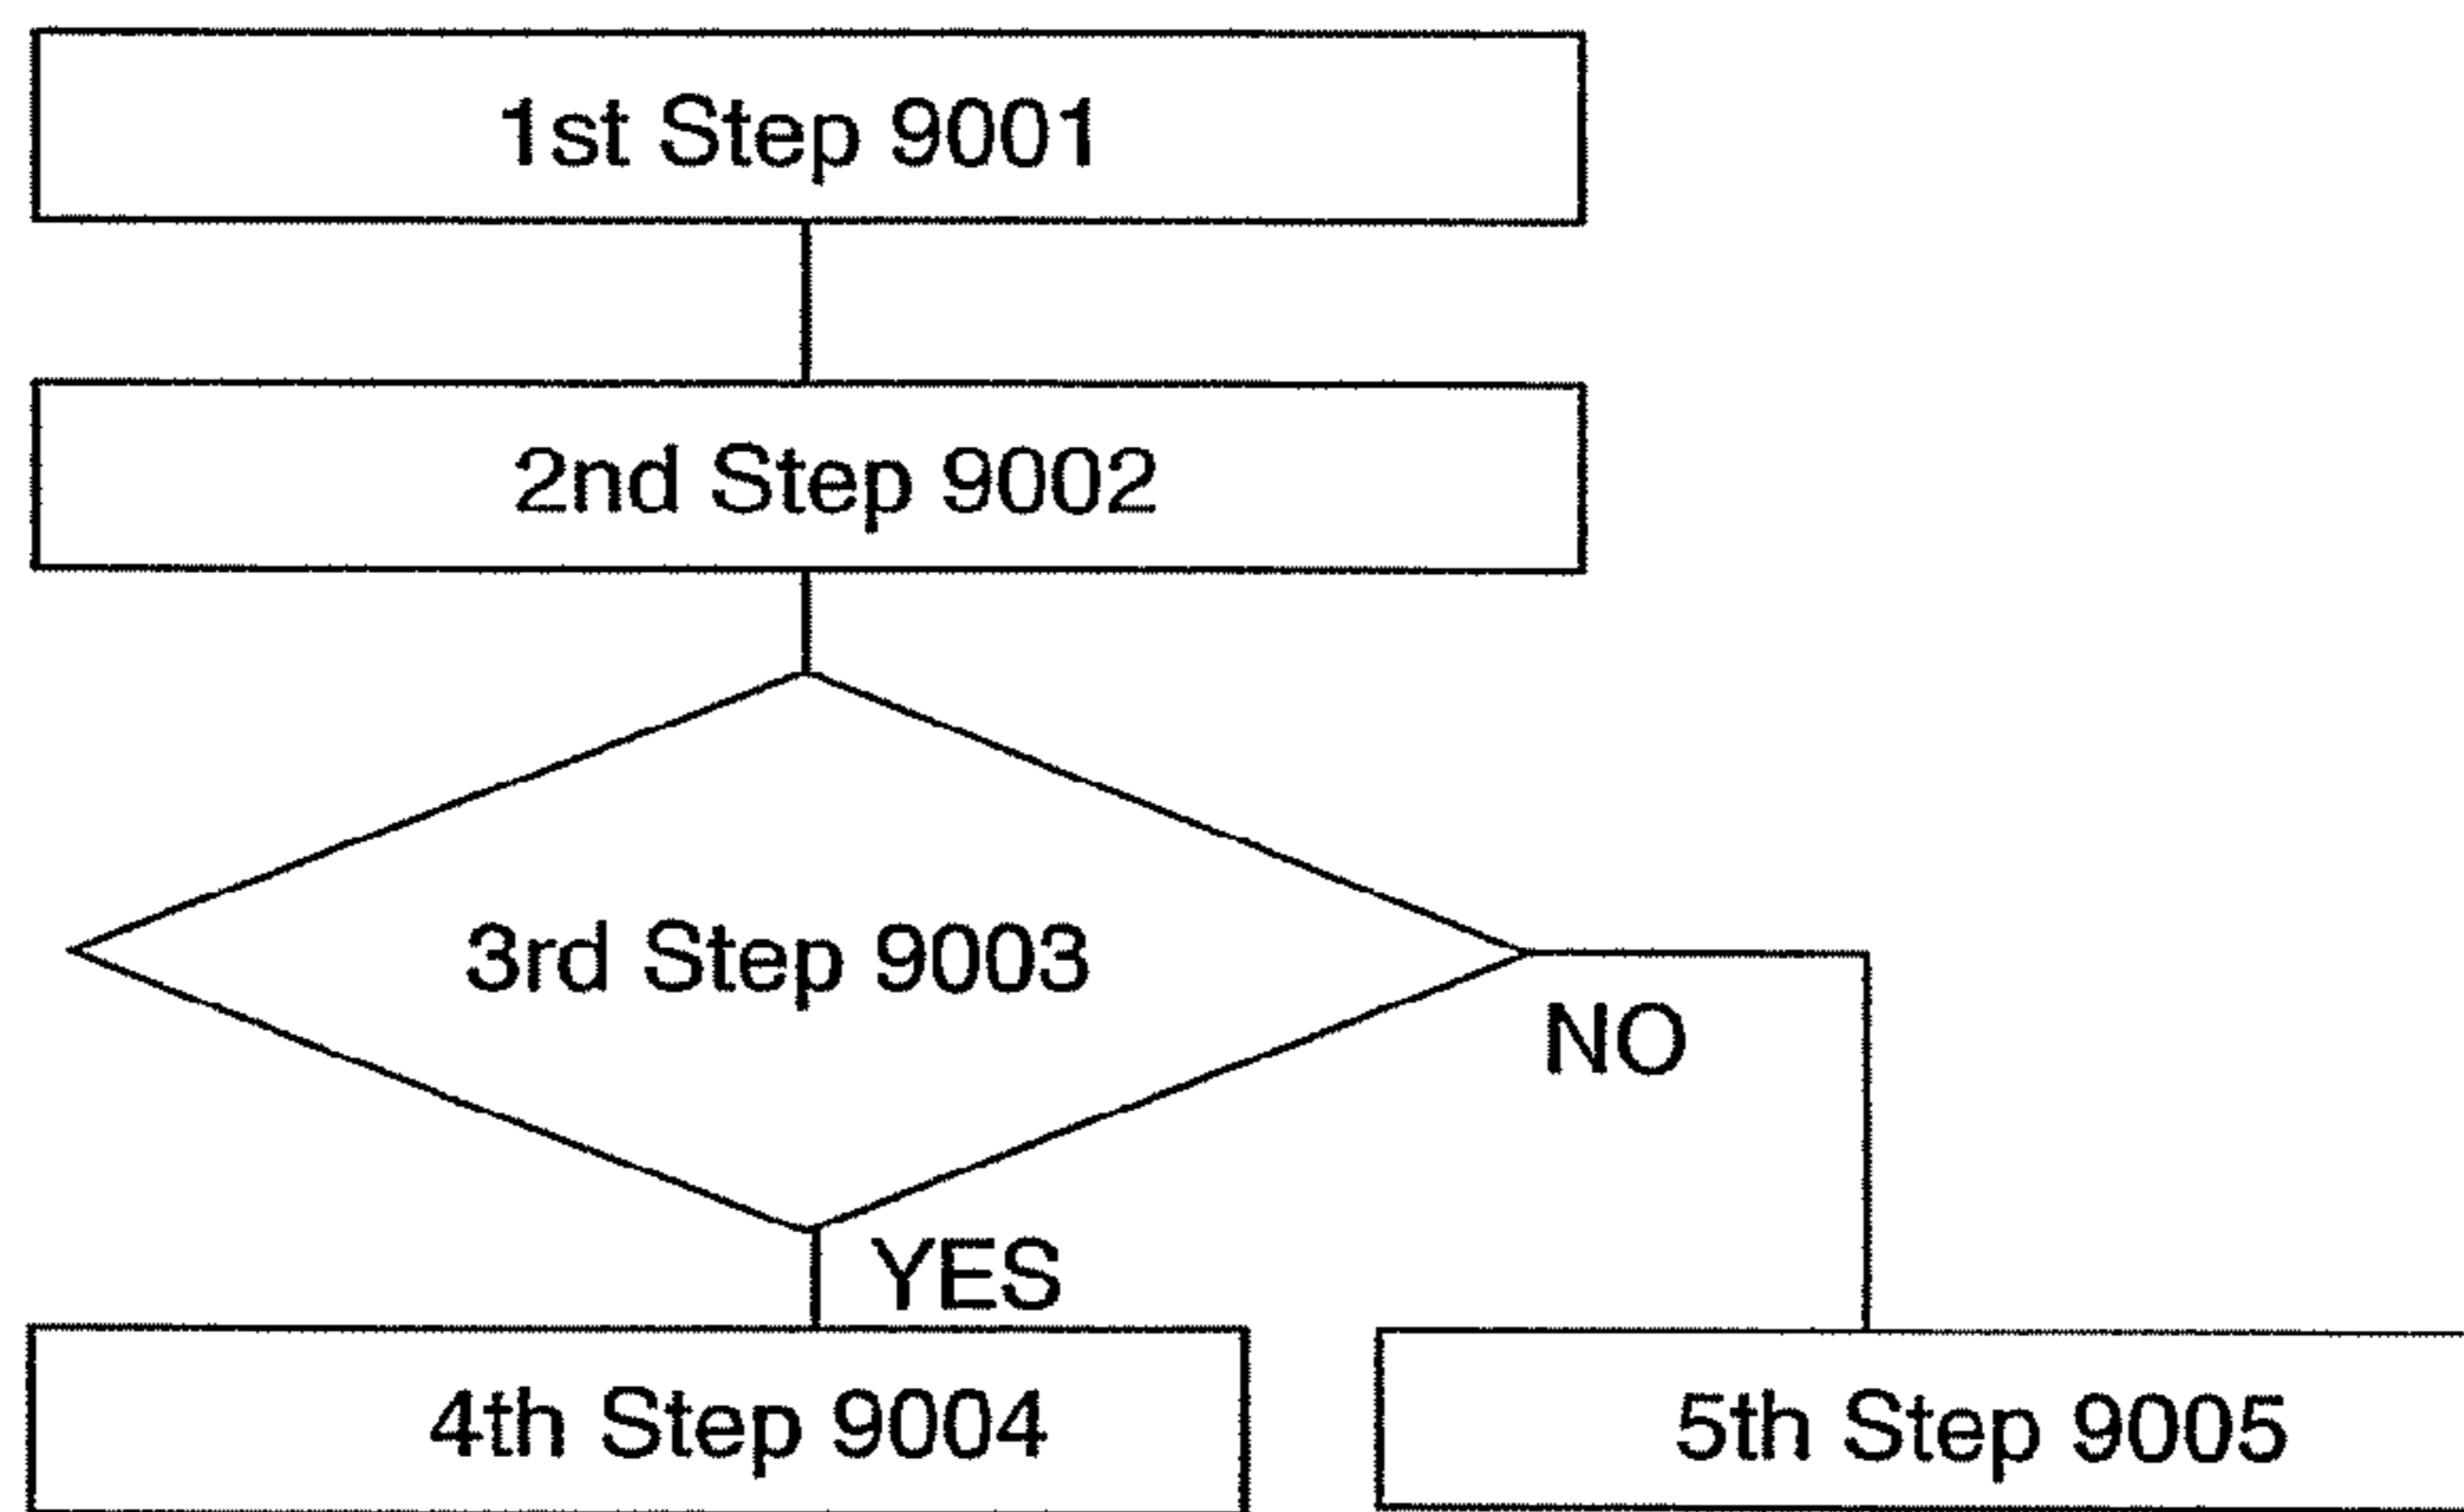 1st Step 9001
2nd Step 9002
3rd Step 9003
NO
YES
4th Step 9004
5th Step 9005